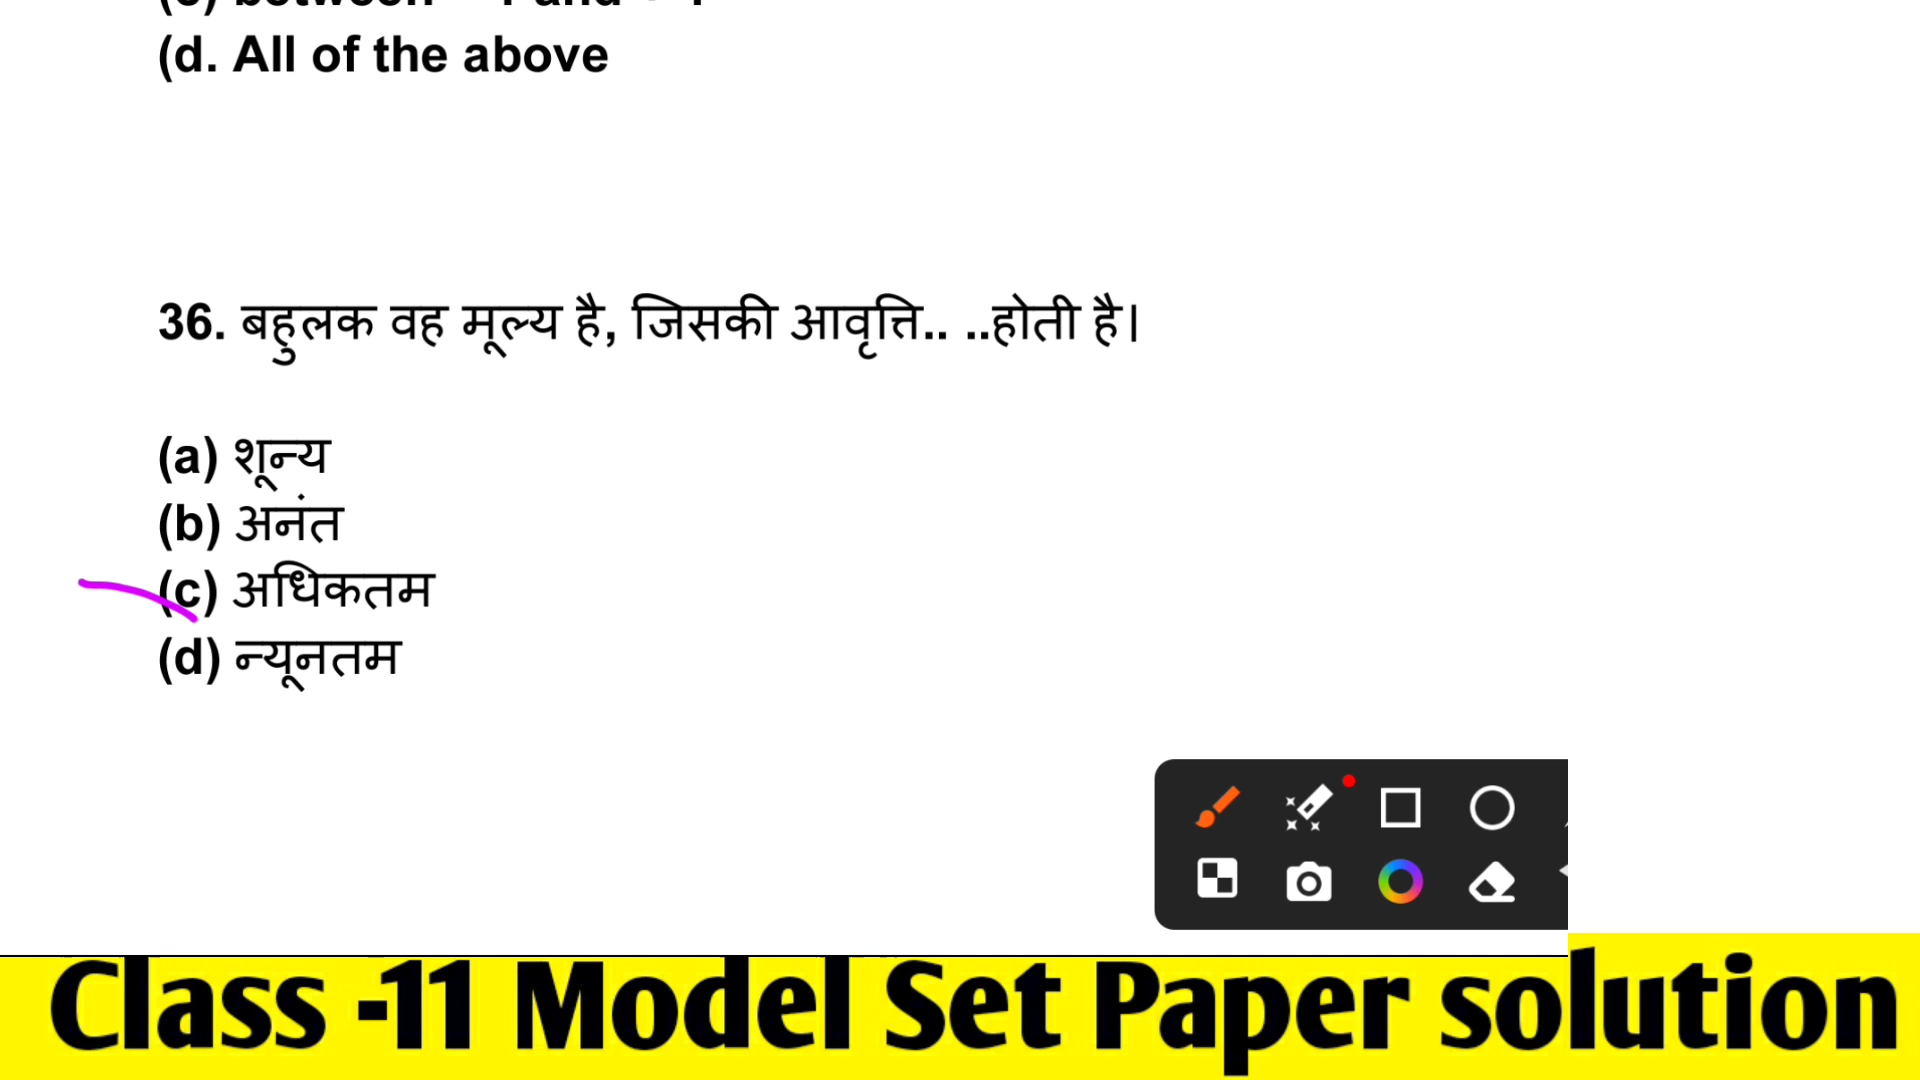 (d. All of the above
36. बहुलक वह मूल्य है, जिसकी आवृत्ति.. ..होती है।
(a) शून्य
(b) अनंत
(c) अधिकतम
(d) न्यूनतम
Class -11 Model Set Paper solution